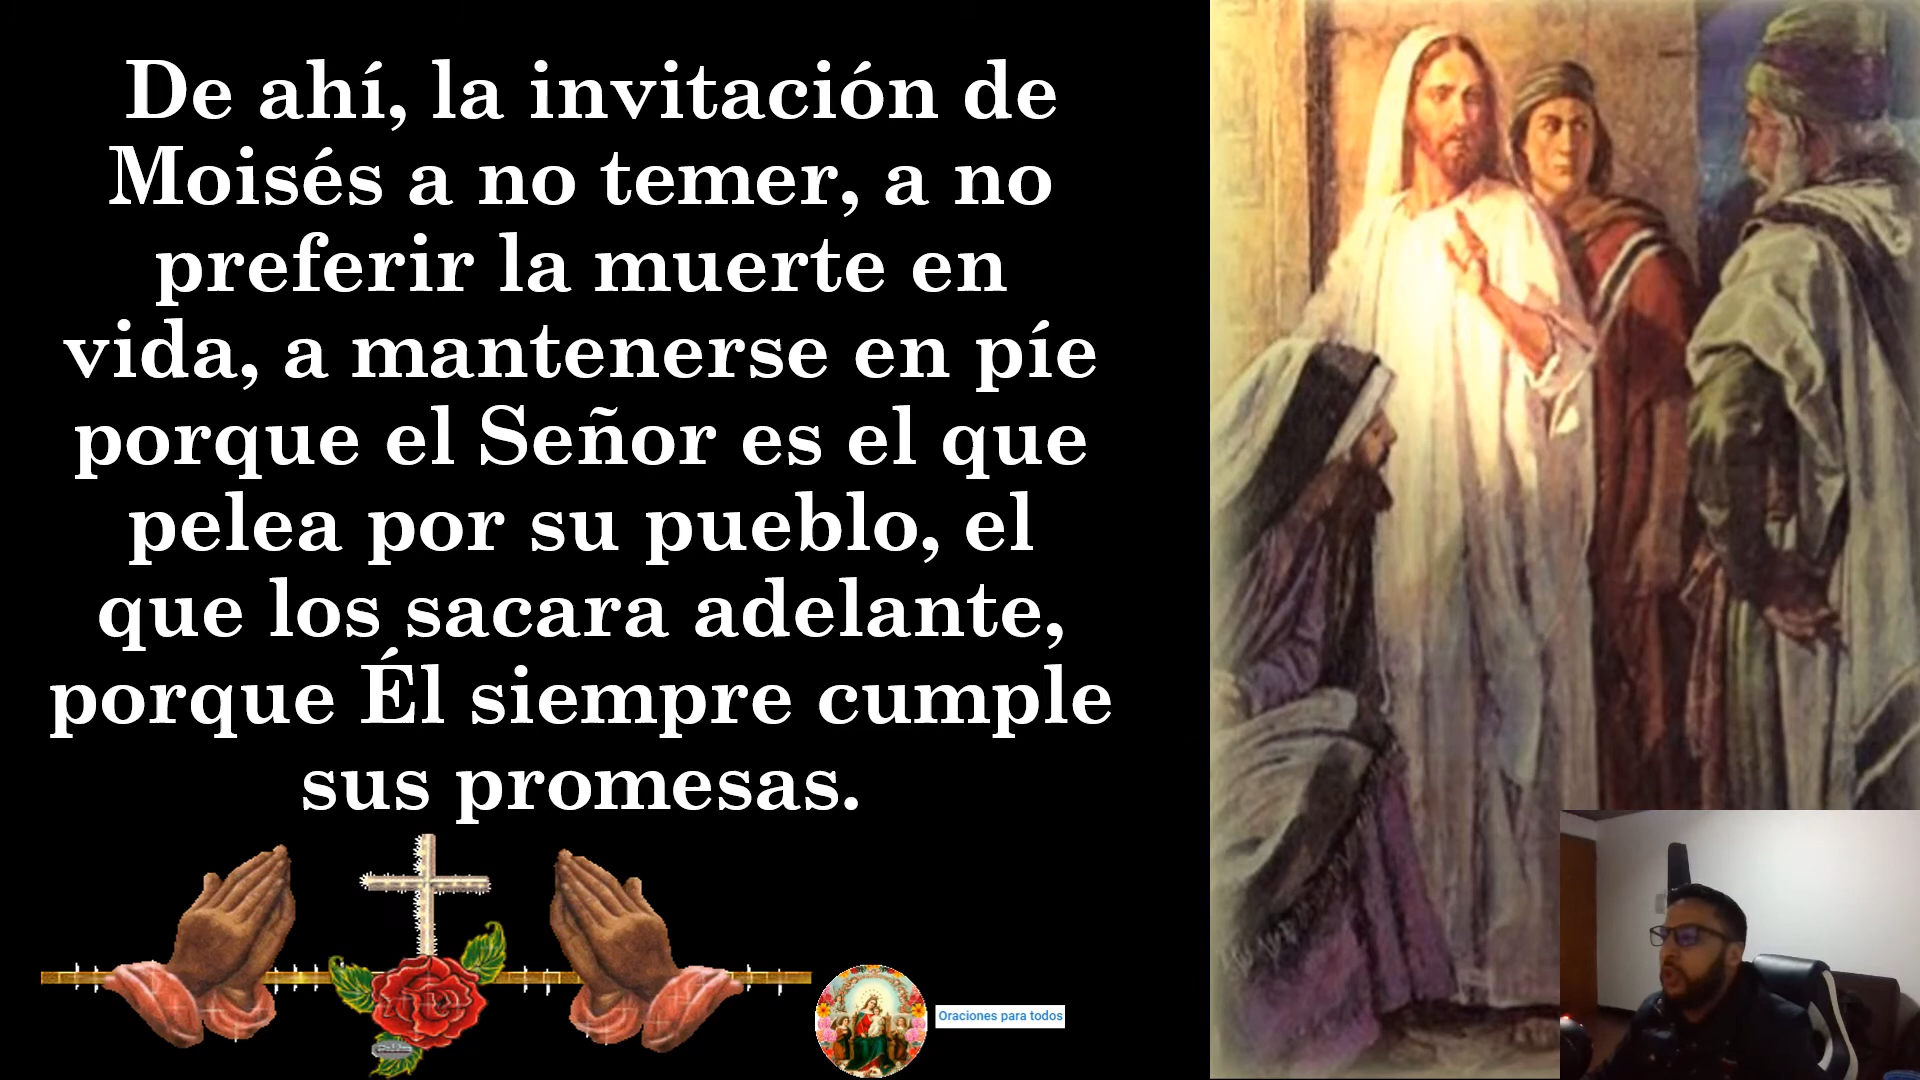 De ahí, la invitación de
Moisés a no temer, a no
preferir la muerte en
vida, a mantenerse en píe
porque el Señor es el que
pelea por su pueblo, el
que los sacara adelante,
porque Él siempre cumple
sus promesas.
Oraciones para todos